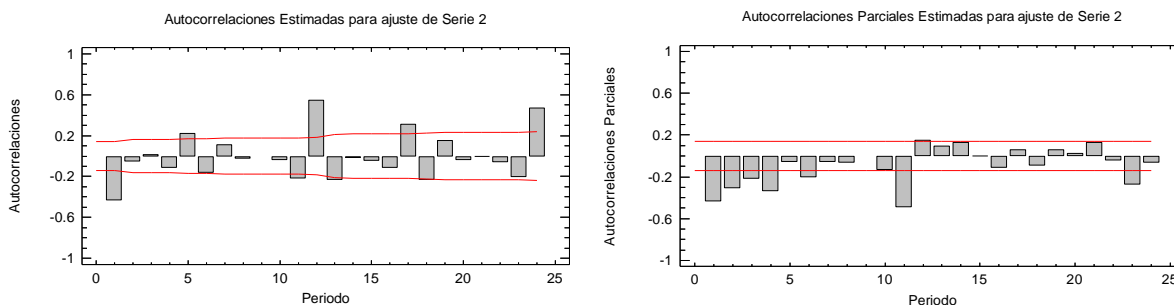 Autocorrelaciones Estimadas para ajuste de Serie 2
Autocorrelaciones
1
0.6
0.2
-0.2
-0.6
-1
0 5 10 15 20 25
Periodo
Autocorrelaciones Parciales Estimadas para ajuste de Serie 2
Autocorrelaciones Parciales
1
0.6
0.2
-0.2
-0.6
-1
0 5 10 15 20 25
Periodo